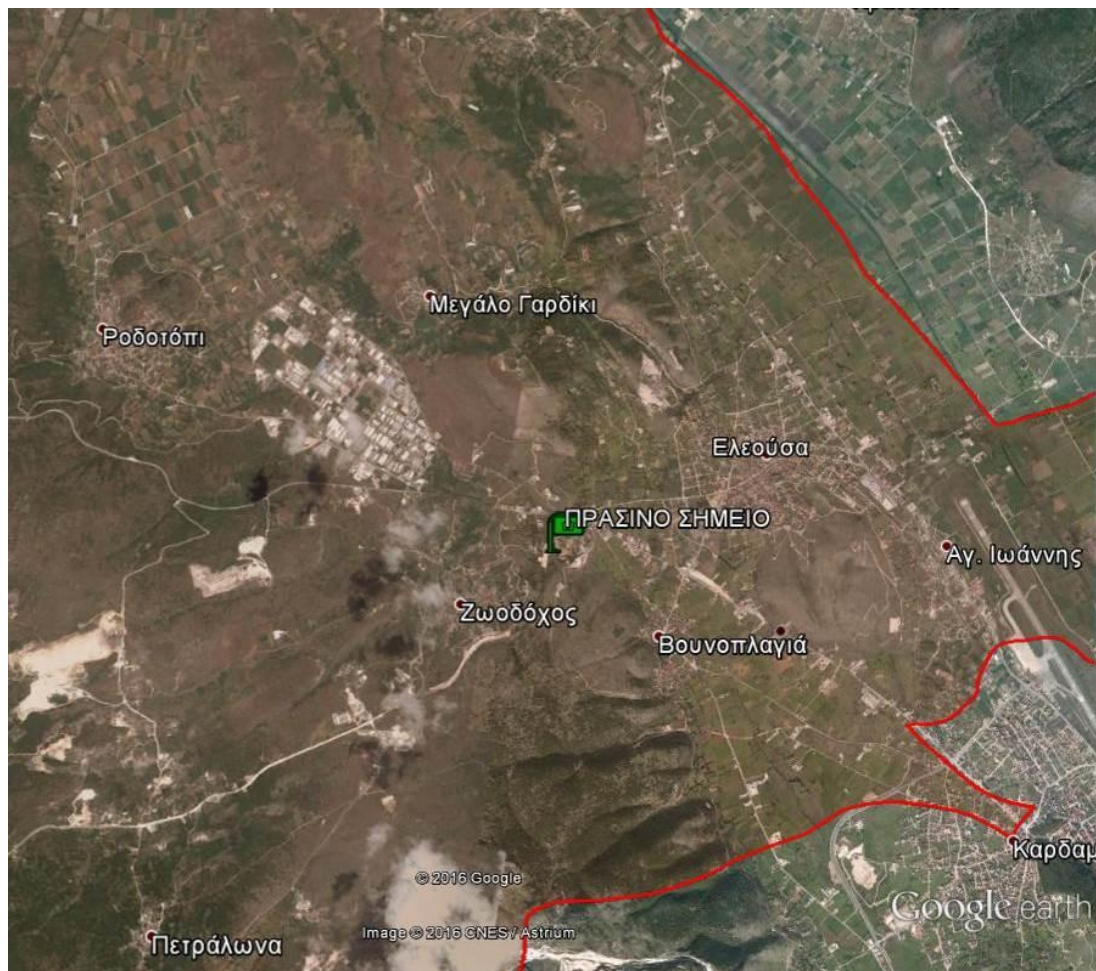 Μεγάλο Γαρδίκι
Ροδοτόπι
Ελεούσα
ΠΡΑΣΙΝΟ ΣΗΜΕΙΟ
Αγ. Ιωάννης
Ζωοδόχος
Βουνοπλαγιά
Καρδαμ
© 2016 Google
Google earth
Image © 2016 CNES / Astrium
Πετράλωνα